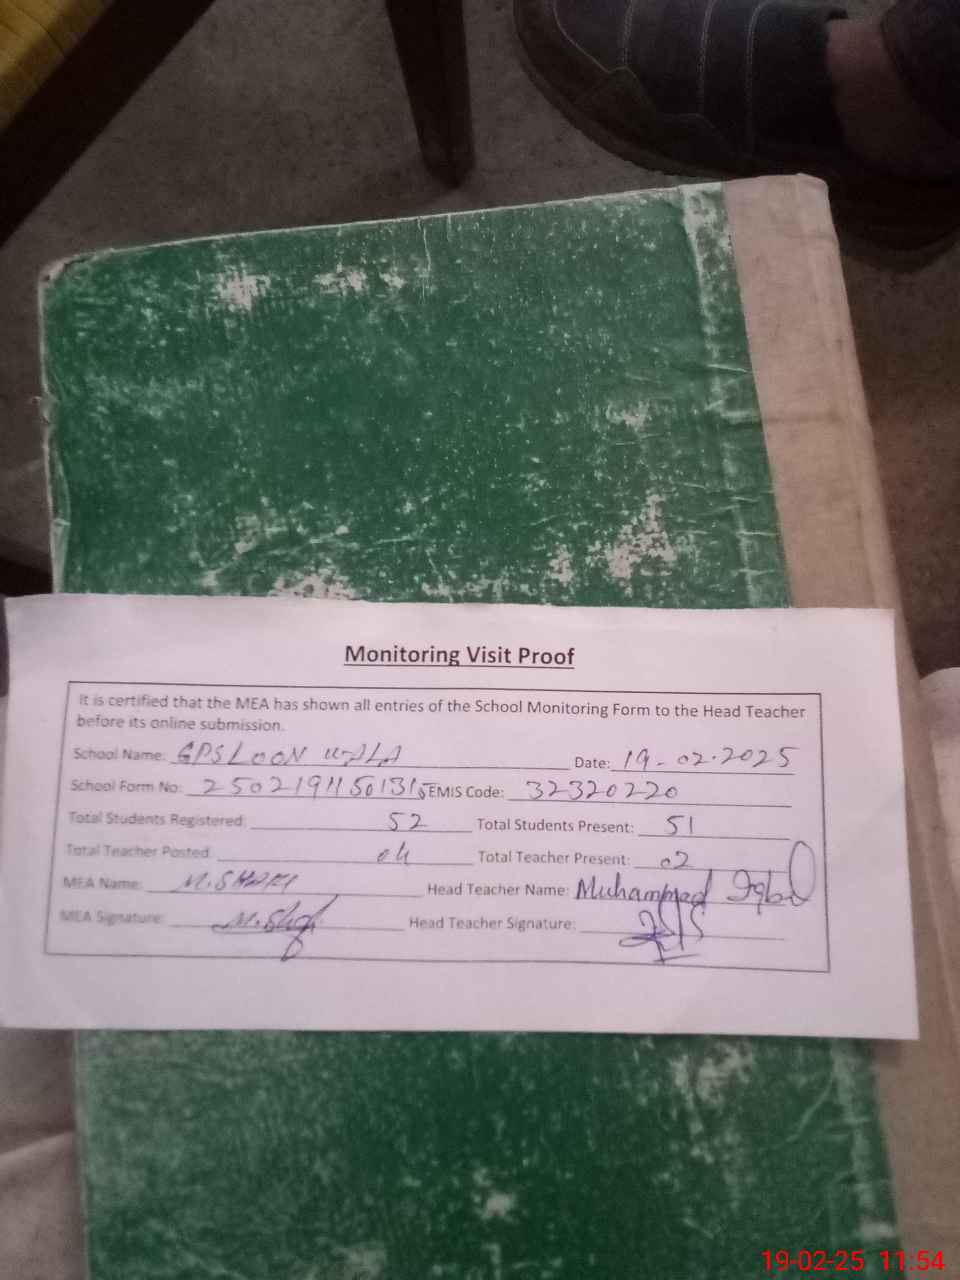 Monitoring Visit Proof
It is certified that the MEA has shown all entries of the School Monitoring Form to the Head Teacher
before its online submission.
School Name: GPS LOON WALA Date: 19-02-2025
School Form No: EMIS Code: 32320220
Total Students Registered: 52 Total Students Present: 51
Total Teacher Posted: 04 Total Teacher Present: 02
MEA Name: M. SHAFI Head Teacher Name: Muhammad Iqbal
MEA Signature: M. Shafi Head Teacher Signature:
19-02-25 11:54